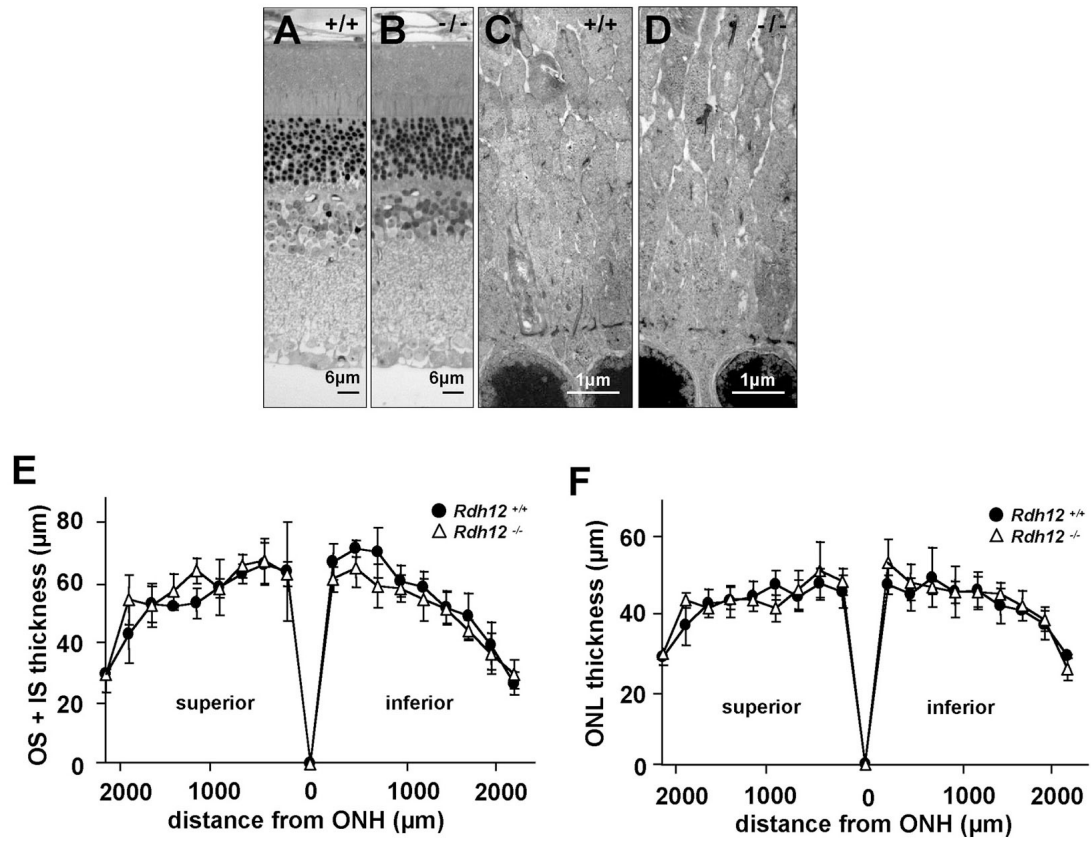 A +/+
B -/-
C +/+
D -/-
6µm
6µm
1µm
1µm
E
Rdh12 +/+
Rdh12 -/-
OS + IS thickness (µm)
80
60
40
20
0
superior
inferior
2000
1000
0
1000
2000
distance from ONH (µm)
F
Rdh12 +/+
Rdh12 -/-
ONL thickness (µm)
60
40
20
0
superior
inferior
2000
1000
0
1000
2000
distance from ONH (µm)